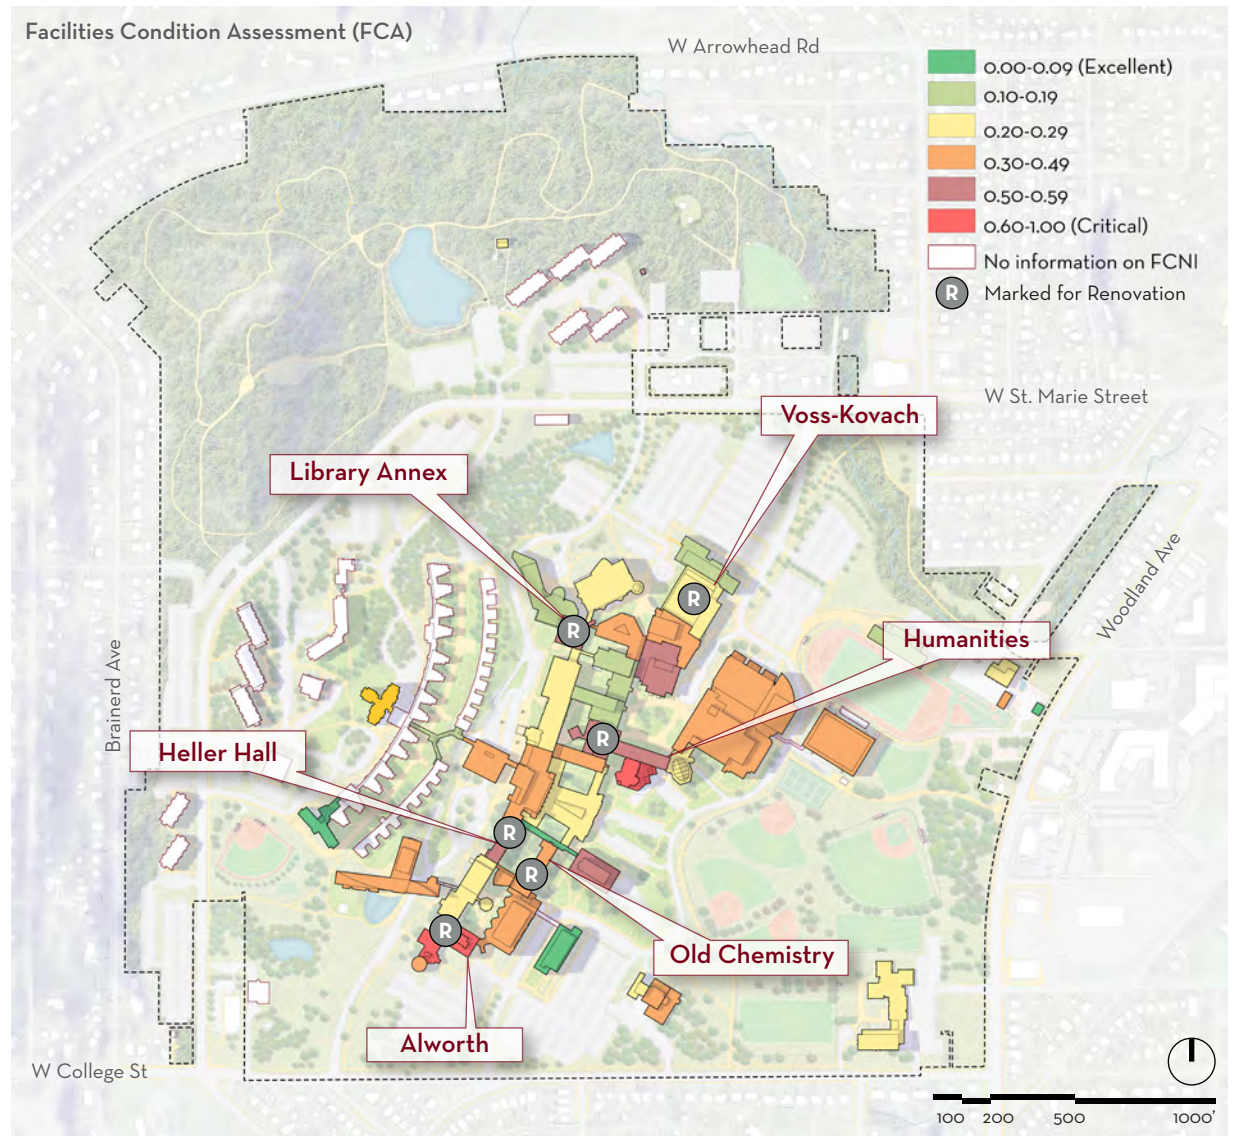 Facilities Condition Assessment (FCA)
W Arrowhead Rd
0.00-0.09 (Excellent)
0.10-0.19
0.20-0.29
0.30-0.49
0.50-0.59
0.60-1.00 (Critical)
No information on FCNI
R Marked for Renovation
W St. Marie Street
Voss-Kovach
Library Annex
Woodland Ave
R
R
Humanities
Brainerd Ave
Heller Hall
R
R
R
R
Old Chemistry
Alworth
W College St
100 200 500 1000'